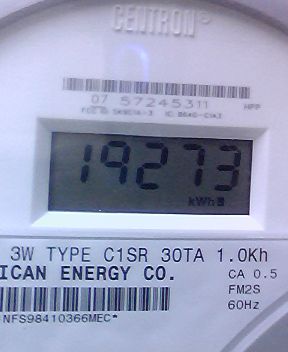 CENTRON®
07 57245311 HPP
19273
kWh
3W TYPE C1SR 30TA 1.0Kh
ICAN ENERGY CO. CA 0.5
FM2S
60Hz
NFS98410366MEC*